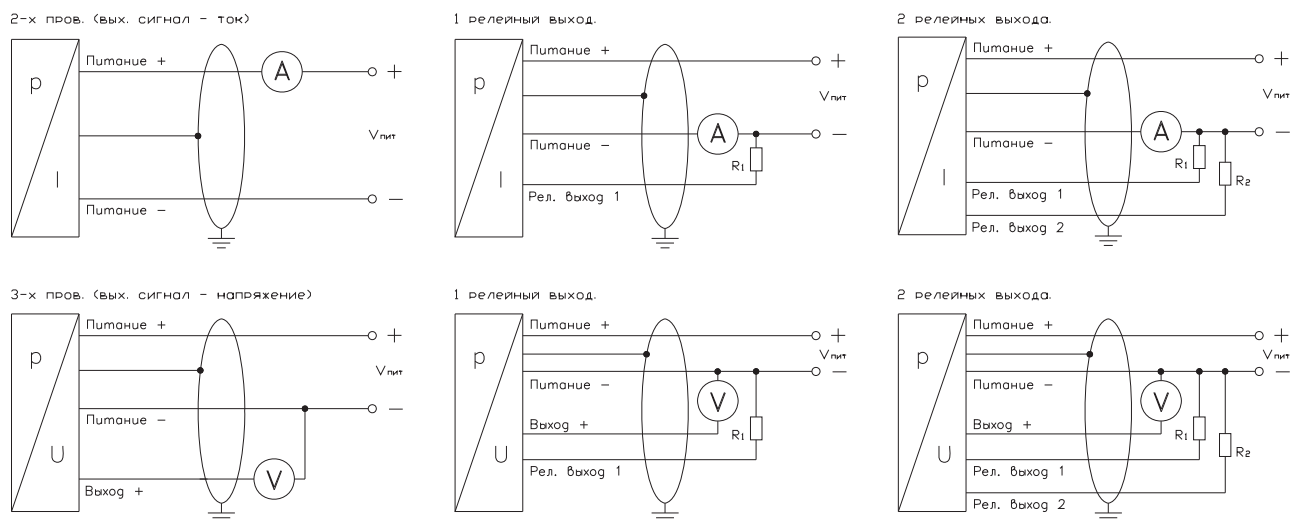 2-х пров. (вых. сигнал - ток)
p
I
Питание +
A
+
Vпит
Питание -
-
1 релейный выход.
p
I
Питание +
+
Vпит
A
-
Питание -
R1
Рел. выход 1
2 релейных выхода.
p
I
Питание +
+
Vпит
A
-
Питание -
R1
R2
Рел. выход 1
Рел. выход 2
3-х пров. (вых. сигнал - напряжение)
p
U
Питание +
+
Vпит
-
Питание -
V
Выход +
1 релейный выход.
p
U
Питание +
+
Vпит
-
Питание -
V
Выход +
R1
Рел. выход 1
2 релейных выхода.
p
U
Питание +
+
Vпит
-
Питание -
V
Выход +
R1
R2
Рел. выход 1
Рел. выход 2